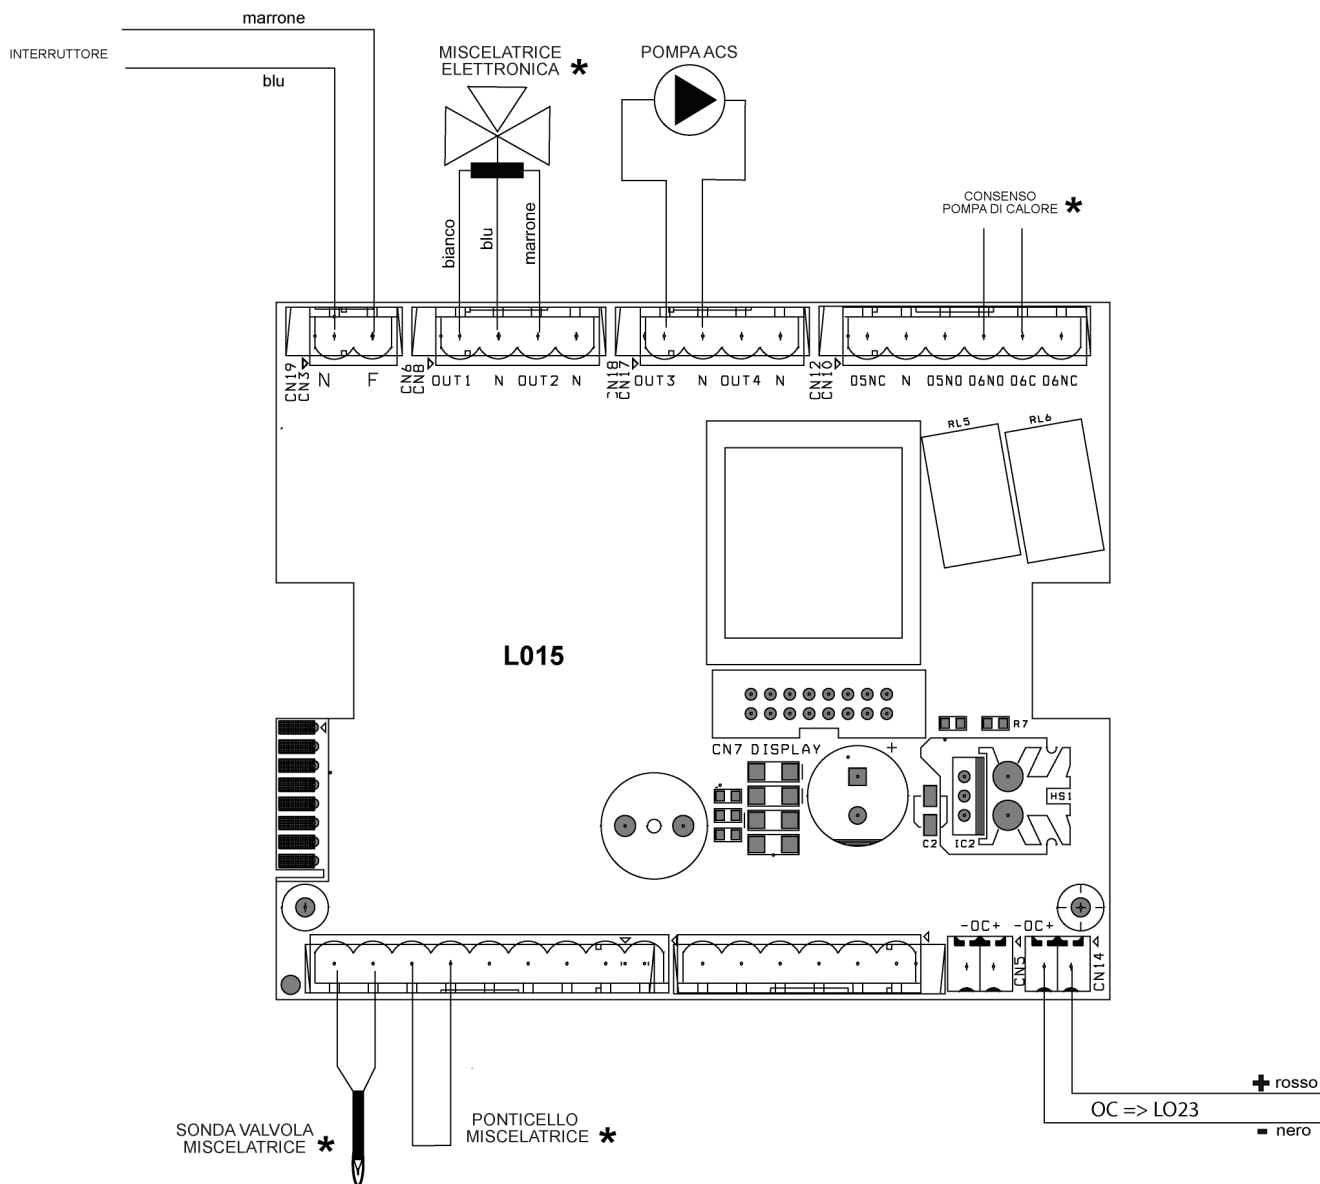 marrone
INTERRUTTORE
blu
MISCELATRICE
ELETTRONICA *
POMPA ACS
CONSENSO
POMPA DI CALORE *
bianco
blu
marrone
CN19
CN3
N F
CN6
CN8
OUT1 N OUT2 N
CN18
CN17
OUT3 N OUT4 N
CN12
CN10
O5NC N O5NO O6NO O6C O6NC
RL5
RL6
L015
R7
CN7 DISPLAY
+
HS1
C2
IC2
-OC+ -OC+
CN5
CN14
+ rosso
OC => LO23
- nero
SONDA VALVOLA
MISCELATRICE *
PONTICELLO
MISCELATRICE *